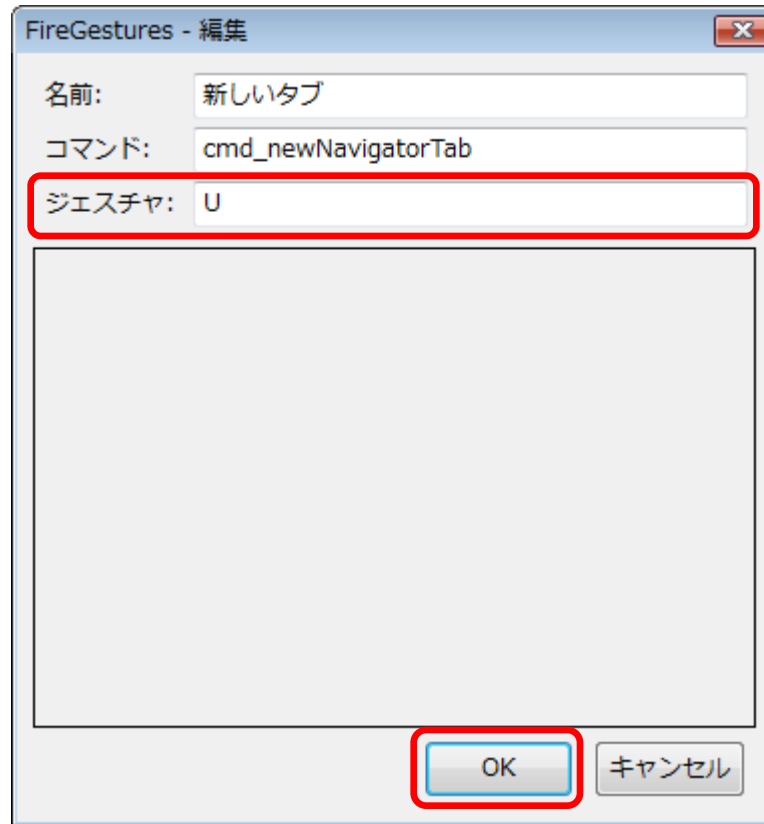 FireGestures - 編集
名前: 新しいタブ
コマンド: cmd_newNavigatorTab
ジェスチャ: U
OK キャンセル